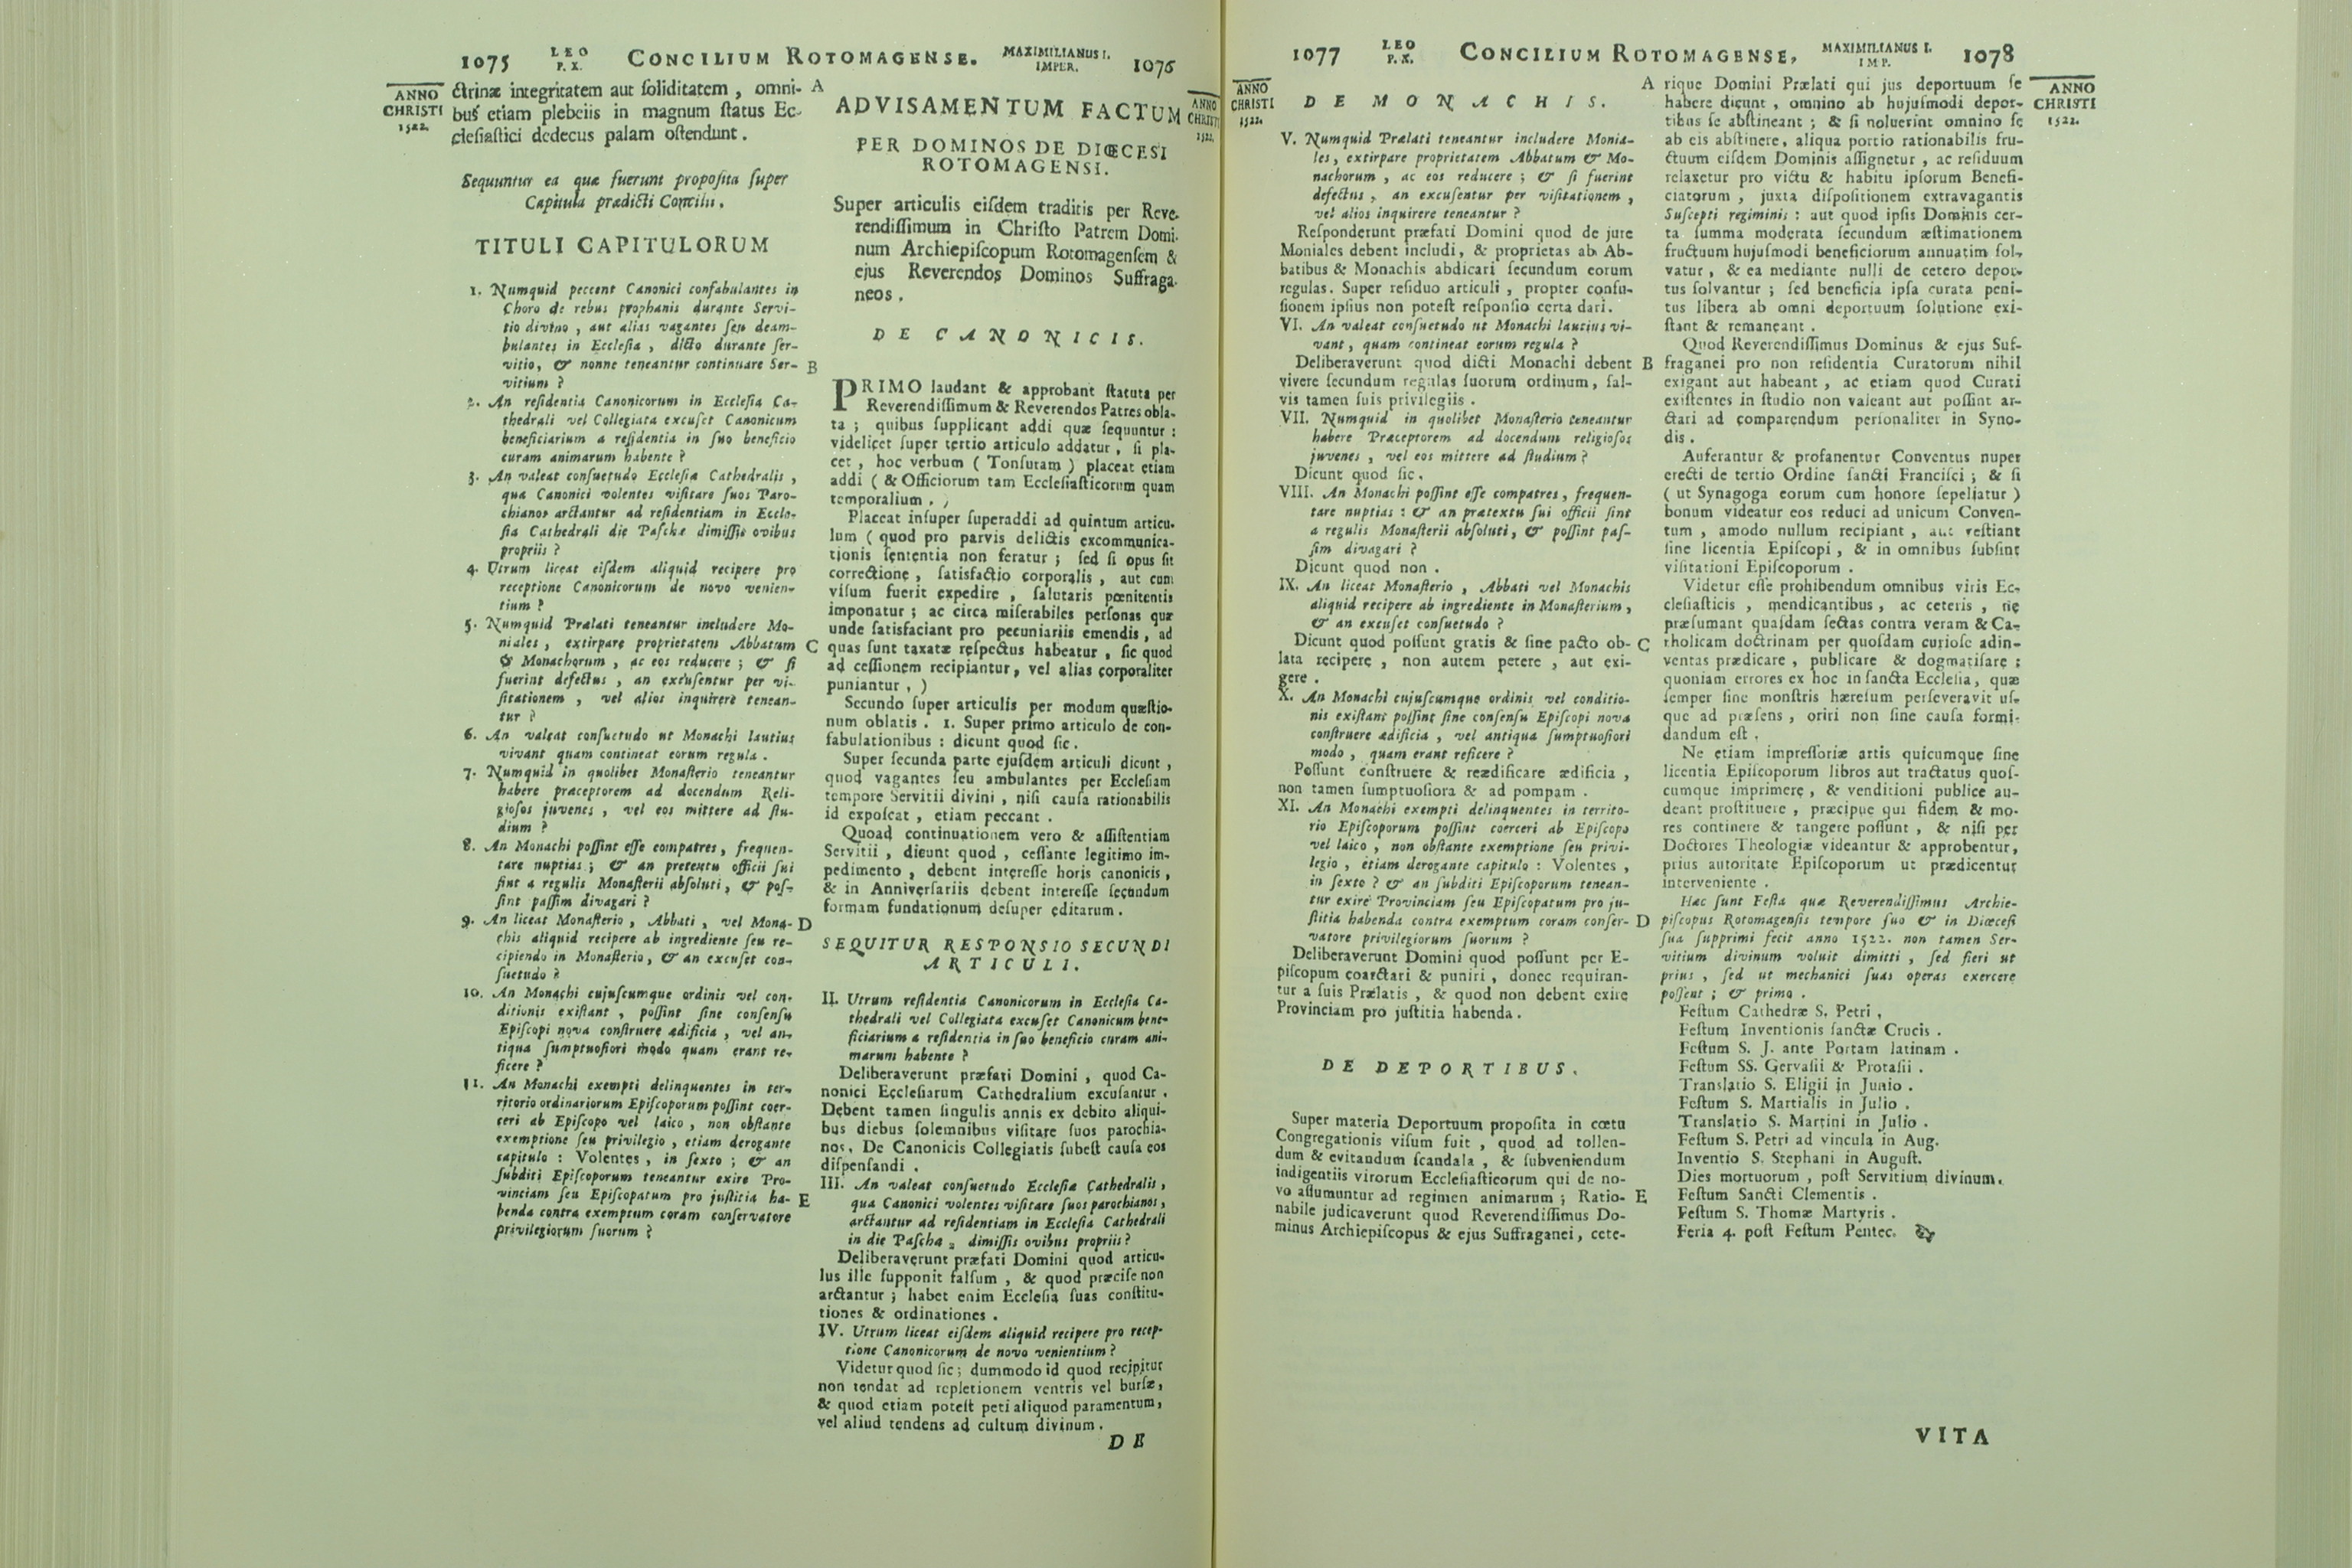 1075 LEO P. X. CONCILIUM ROTOMAGENSE. MAXIMILIANUS I. IMPER. 1076
ANNO
CHRISTI
1522.
ctrinæ integritatem aut ſoliditatem , omni-
bus etiam plebeiis in magnum ſtatus Ec-
cleſiaſtici dedecus palam oſtendunt .
Sequuntur ea quæ fuerunt propoſita ſuper
Capitula prædicti Concilii .
TITULI CAPITULORUM
1. Numquid peccent Canonici confabulantes in
Choro de rebus prophanis durante Servi-
tio divino , aut alias vagantes ſeu deam-
bulantes in Eccleſia , dicto durante ſer-
vitio, & nonne teneantur continuare Ser-
vitium ?
2. An reſidentia Canonicorum in Eccleſia Ca-
thedrali vel Collegiata excuſet Canonicum
beneficiarium a reſidentia in ſuo beneficio
curam animarum habente ?
3. An valeat conſuetudo Eccleſiæ Cathedralis ,
qua Canonici volentes viſitare ſuos Paro-
chianos arctantur ad reſidentiam in Eccle-
ſia Cathedrali die Paſchæ dimiſſis ovibus
propriis ?
4. Utrum liceat eiſdem aliquid recipere pro
receptione Canonicorum de novo venien-
tium ?
5. Numquid Prælati teneantur includere Mo-
niales , extirpare proprietatem Abbatum
& Monachorum , ac eos reducere ; & ſi
fuerint defectus , an excuſentur per vi-
ſitationem , vel alios inquirere tenean-
tur ?
6. An valeat conſuetudo ut Monachi lautius
vivant quam contineat eorum regula .
7. Numquid in quolibet Monaſterio teneantur
habere præceptorem ad docendum Reli-
gioſos juvenes , vel eos mittere ad ſtu-
dium ?
8. An Monachi poſſint eſſe compatres , frequen-
tare nuptias ; & an pretextu officii ſui
ſint a regulis Monaſterii abſoluti, & poſ-
ſint paſſim divagari ?
9. An liceat Monaſterio , Abbati , vel Mona-
chis aliquid recipere ab ingrediente ſeu re-
cipiendo in Monaſterio, & an excuſet con-
ſuetudo ?
10. An Monachi cujuſcumque ordinis vel con-
ditionis exiſtant , poſſint ſine conſenſu
Epiſcopi nova conſtruere ædificia , vel an-
tiqua ſumptuoſiori modo quam erant re-
ficere ?
11. An Monachi exempti delinquentes in ter-
ritorio ordinariorum Epiſcoporum poſſint coer-
ceri ab Epiſcopo vel laico , non obſtante
exemptione ſeu privilegio , etiam derogante
capitulo : Volentes , in ſexto ; & an
ſubditi Epiſcoporum teneantur exire Pro-
vinciam ſeu Epiſcopatum pro juſtitia ha-
benda contra exemptum coram conſervatore
privilegiorum ſuorum ?
A
B
C
D
E
ADVISAMENTUM FACTUM
PER DOMINOS DE DIŒCESI
ROTOMAGENSI.
ANNO
CHRISTI
1522.
Super articulis eiſdem traditis per Reve-
rendiſſimum in Chriſto Patrem Domi-
num Archiepiſcopum Rotomagenſem &
ejus Reverendos Dominos Suffraga-
neos .
DE CANONICIS.
PRIMO laudant & approbant ſtatuta per
Reverendiſſimum & Reverendos Patres obla-
ta ; quibus ſupplicant addi quæ ſequuntur :
videlicet ſuper tertio articulo addatur , ſi pla-
cet , hoc verbum ( Tonſuram ) placeat etiam
addi ( & Officiorum tam Eccleſiaſticorum quam
temporalium .
Placeat inſuper ſuperaddi ad quintum articu-
lum ( quod pro parvis delictis excommunica-
tionis ſententia non feratur ; ſed ſi opus ſit
correctione , ſatisfactio corporalis , aut cum
viſum fuerit expedire , ſalutaris pœnitentis
imponatur ; ac circa miſerabiles perſonas quæ
unde ſatisfaciant pro pecuniariis emendis , ad
quas ſunt taxatæ reſpectus habeatur , ſic quod
ad ceſſionem recipiantur, vel alias corporaliter
puniantur . )
Secundo ſuper articulis per modum quæſtio-
num oblatis . 1. Super primo articulo de con-
fabulationibus : dicunt quod ſic .
Super ſecunda parte ejuſdem articuli dicunt ,
quod vagantes ſeu ambulantes per Eccleſiam
tempore Servitii divini , niſi cauſa rationabilis
id expoſcat , etiam peccant .
Quoad continuationem vero & aſſiſtentiam
Servitii , dicunt quod , ceſſante legitimo im-
pedimento , debent intereſſe horis canonicis ,
& in Anniverſariis debent intereſſe ſecundum
formam fundationum deſuper editarum .
SEQUITUR RESPONSIO SECUNDI
ARTICULI.
II. Utrum reſidentia Canonicorum in Eccleſia Ca-
thedrali vel Collegiata excuſet Canonicum bene-
ficiarium a reſidentia in ſuo beneficio curam ani-
marum habente ?
Deliberaverunt præfati Domini , quod Ca-
nonici Eccleſiarum Cathedralium excuſantur .
Debent tamen ſingulis annis ex debito aliqui-
bus diebus ſolemnibus viſitare ſuos parochia-
nos. De Canonicis Collegiatis ſubeſt cauſa eos
diſpenſandi .
III. An valeat conſuetudo Eccleſiæ Cathedralis ,
qua Canonici volentes viſitare ſuos parochianos ,
arctantur ad reſidentiam in Eccleſia Cathedrali
in die Paſcha , dimiſſis ovibus propriis ?
Deliberaverunt præfati Domini quod articu-
lus ille ſupponit falſum , & quod præciſe non
arctantur ; habet enim Eccleſia ſuas conſtitu-
tiones & ordinationes .
IV. Utrum liceat eiſdem aliquid recipere pro recep-
tione Canonicorum de novo venientium ?
Videtur quod ſic ; dummodo id quod recipitur
non tendat ad repletionem ventris vel burſæ,
& quod etiam poteſt peti aliquod paramentum,
vel aliud tendens ad cultum divinum .
DE
1077 LEO P. X. CONCILIUM ROTOMAGENSE, MAXIMILIANUS I. IMP. 1078
ANNO
CHRISTI
1522.
DE MONACHIS.
V. Numquid Prælati teneantur includere Monia-
les , extirpare proprietatem Abbatum & Mo-
nachorum , ac eos reducere ; & ſi fuerint
defectus , an excuſentur per viſitationem ,
vel alios inquirere teneantur ?
Reſponderunt præfati Domini quod de jure
Moniales debent includi, & proprietas ab Ab-
batibus & Monachis abdicari ſecundum eorum
regulas. Super reſiduo articuli , propter confu-
ſionem ipſius non poteſt reſponſio certa dari.
VI. An valeat conſuetudo ut Monachi lautius vi-
vant , quam contineat eorum regula ?
Deliberaverunt quod dicti Monachi debent
vivere ſecundum regulas ſuorum ordinum, ſal-
vis tamen ſuis privilegiis .
VII. Numquid in quolibet Monaſterio teneantur
habere Præceptorem ad docendum religioſos
juvenes , vel eos mittere ad ſtudium ?
Dicunt quod ſic.
VIII. An Monachi poſſint eſſe compatres, frequen-
tare nuptias : & an prætextu ſui officii ſint
a regulis Monaſterii abſoluti, & poſſint paſ-
ſim divagari ?
Dicunt quod non .
IX. An liceat Monaſterio , Abbati vel Monachis
aliquid recipere ab ingrediente in Monaſterium ,
& an excuſet conſuetudo ?
Dicunt quod poſſunt gratis & ſine pacto ob-
lata recipere , non autem petere , aut exi-
gere .
X. An Monachi cujuſcumque ordinis vel conditio-
nis exiſtant poſſint ſine conſenſu Epiſcopi nova
conſtruere ædificia , vel antiqua ſumptuoſiori
modo , quam erant reficere ?
Poſſunt conſtruere & reædificare ædificia ,
non tamen ſumptuoſiora & ad pompam .
XI. An Monachi exempti delinquentes in territo-
rio Epiſcoporum poſſint coerceri ab Epiſcopo
vel laico , non obſtante exemptione ſeu privi-
legio , etiam derogante capitulo : Volentes ,
in ſexto ? & an ſubditi Epiſcoporum tenean-
tur exire Provinciam ſeu Epiſcopatum pro ju-
ſtitia habenda contra exemptum coram conſer-
vatore privilegiorum ſuorum ?
Deliberaverunt Domini quod poſſunt per E-
piſcopum coarctari & puniri , donec requiran-
tur a ſuis Prælatis , & quod non debent exire
Provinciam pro juſtitia habenda .
DE DEPORTIBUS.
Super materia Deportuum propoſita in cœtu
Congregationis viſum fuit , quod ad tollen-
dum & evitandum ſcandala , & ſubveniendum
indigentiis virorum Eccleſiaſticorum qui de no-
vo aſſumuntur ad regimen animarum ; Ratio-
nabile judicaverunt quod Reverendiſſimus Do-
minus Archiepiſcopus & ejus Suffraganei, cete-
A
B
C
D
E
rique Domini Prælati qui jus deportuum ſe
habere dicunt , omnino ab hujuſmodi depor-
tibus ſe abſtineant ; & ſi noluerint omnino ſe
ab eis abſtinere, aliqua portio rationabilis fru-
ctuum eiſdem Dominis aſſignetur , ac reſiduum
relaxetur pro victu & habitu ipſorum Benefi-
ciatorum , juxta diſpoſitionem extravagantis
Suſcepti regiminis : aut quod ipſis Dominis cer-
ta ſumma moderata ſecundum æſtimationem
fructuum hujuſmodi beneficiorum annuatim ſol-
vatur , & ea mediante nulli de cetero depor-
tus ſolvantur ; ſed beneficia ipſa curata peni-
tus libera ab omni deportuum ſolutione exi-
ſtant & remaneant .
Quod Reverendiſſimus Dominus & ejus Suf-
fraganei pro non reſidentia Curatorum nihil
exigant aut habeant , ac etiam quod Curati
exiſtentes in ſtudio non valeant aut poſſint ar-
ctari ad comparendum perſonaliter in Syno-
dis .
Auferantur & profanentur Conventus nuper
erecti de tertio Ordine ſancti Franciſci ; & ſi
( ut Synagoga eorum cum honore ſepeliatur )
bonum videatur eos reduci ad unicum Conven-
tum , amodo nullum recipiant , aut veſtiant
ſine licentia Epiſcopi , & in omnibus ſubſint
viſitationi Epiſcoporum .
Videtur eſſe prohibendum omnibus viris Ec-
cleſiaſticis , mendicantibus , ac ceteris , ne
præſumant quaſdam ſectas contra veram & Ca-
tholicam doctrinam per quoſdam curioſe adin-
ventas prædicare , publicare & dogmatiſare ;
quoniam errores ex hoc in ſancta Eccleſia, quæ
ſemper ſine monſtris hæreſum perſeveravit uſ-
que ad præſens , oriri non ſine cauſa formi-
dandum eſt .
Ne etiam impreſſoriæ artis quicumque ſine
licentia Epiſcoporum libros aut tractatus quoſ-
cumque imprimere , & venditioni publice au-
deant proſtituere , præcipue qui fidem & mo-
res continere & tangere poſſunt , & niſi per
Doctores Theologiæ videantur & approbentur,
prius autoritate Epiſcoporum ut prædicentur
interveniente .
Hæc ſunt Feſta quæ Reverendiſſimus Archie-
piſcopus Rotomagenſis tempore ſuo & in Diœceſi
ſua ſupprimi fecit anno 1522. non tamen Ser-
vitium divinum voluit dimitti , ſed fieri ut
prius , ſed ut mechanici ſuas operas exercere
poſſent ; & primo .
Feſtum Cathedræ S. Petri ,
Feſtum Inventionis ſanctæ Crucis .
Feſtum S. J. ante Portam latinam .
Feſtum SS. Gervaſii & Protaſii .
Translatio S. Eligii in Junio .
Feſtum S. Martialis in Julio .
Translatio S. Martini in Julio .
Feſtum S. Petri ad vincula in Aug.
Inventio S. Stephani in Auguſt.
Dies mortuorum , poſt Servitium divinum.
Feſtum Sancti Clementis .
Feſtum S. Thomæ Martyris .
Feria 4. poſt Feſtum Pentec.
ANNO
CHRISTI
1522.
VITA